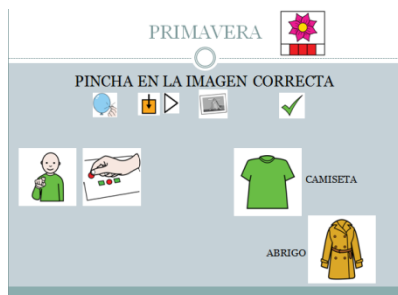 PRIMAVERA
PINCHA EN LA IMAGEN CORRECTA
CAMISETA
ABRIGO